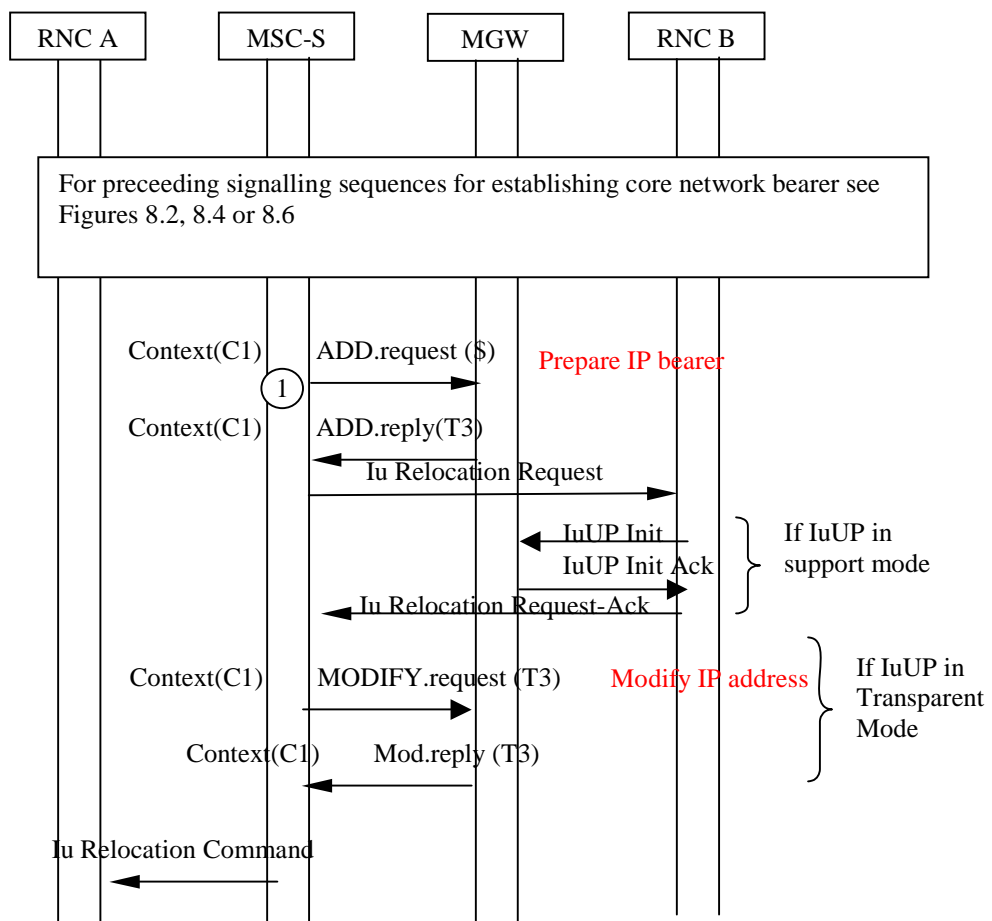 RNC A
MSC-S
MGW
RNC B
For preceeding signalling sequences for establishing core network bearer see
Figures 8.2, 8.4 or 8.6
Context(C1)
ADD.request ($)
Prepare IP bearer
1
Context(C1)
ADD.reply(T3)
Iu Relocation Request
IuUP Init
If IuUP in
support mode
IuUP Init Ack
Iu Relocation Request-Ack
Context(C1)
MODIFY.request (T3)
Modify IP address
If IuUP in
Transparent
Mode
Context(C1)
Mod.reply (T3)
Iu Relocation Command